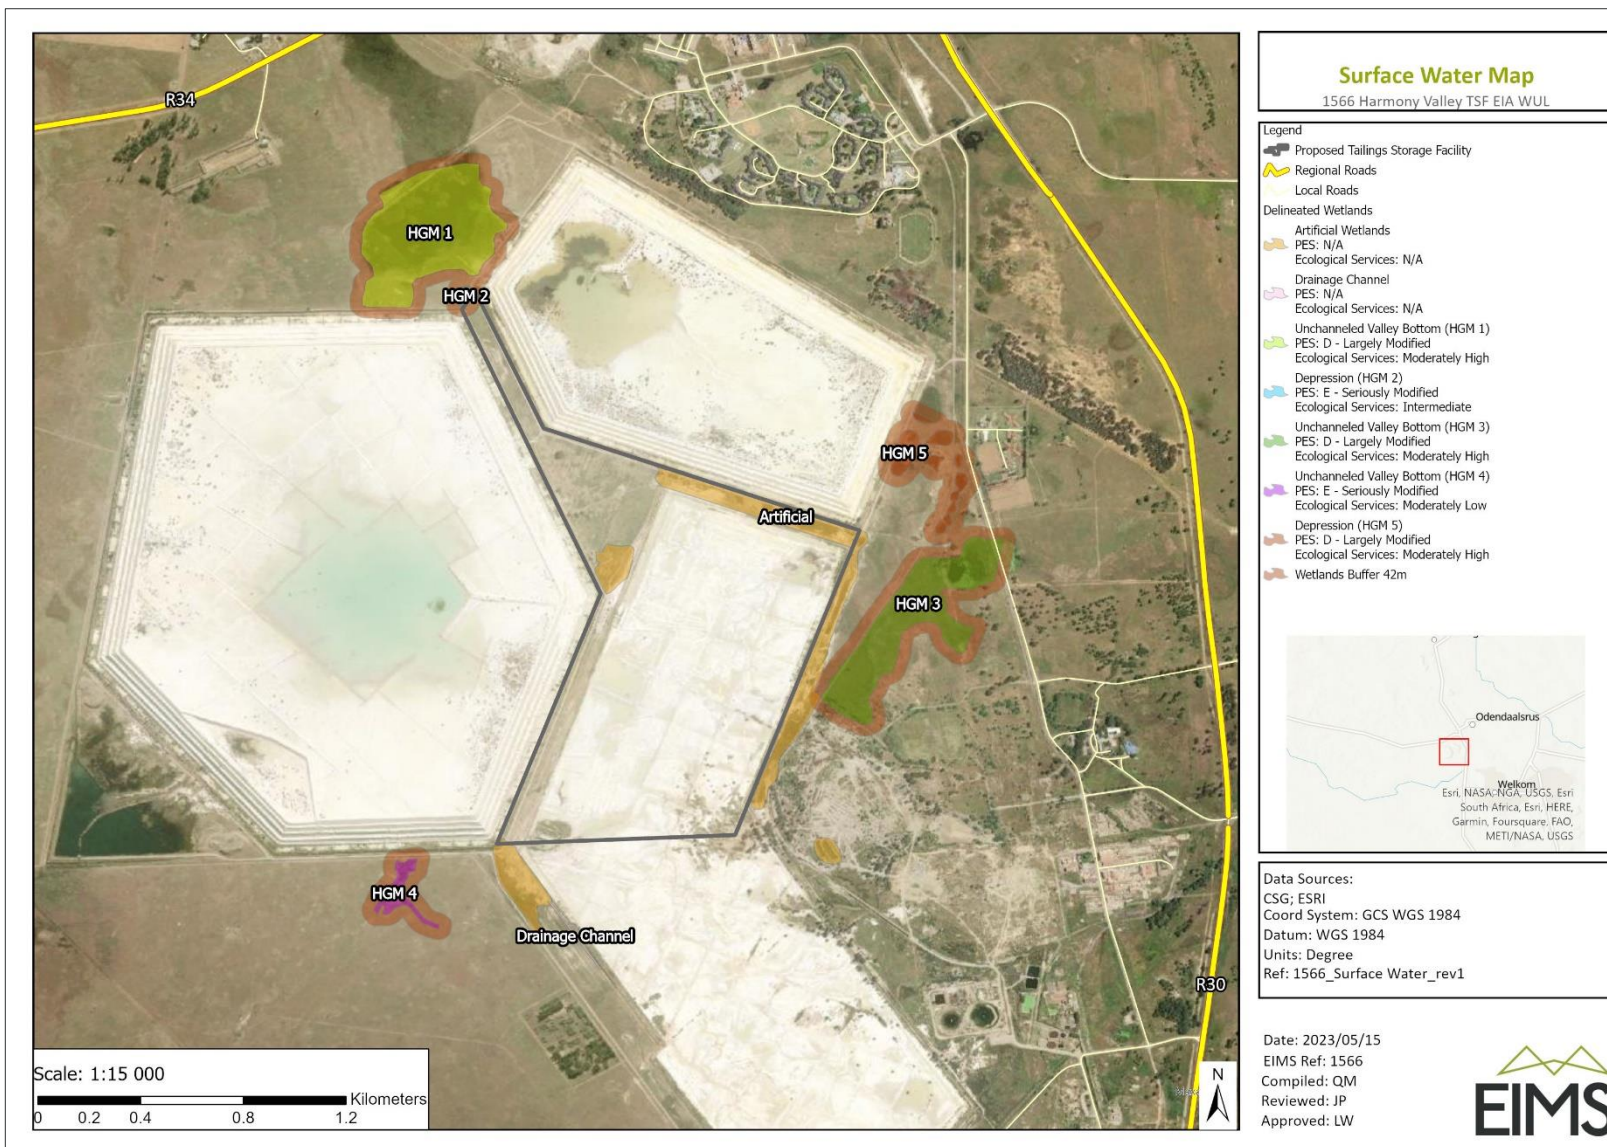 Surface Water Map
1566 Harmony Valley TSF EIA WUL
Legend
Proposed Tailings Storage Facility
Regional Roads
Local Roads
Delineated Wetlands
Artificial Wetlands
PES: N/A
Ecological Services: N/A
Drainage Channel
PES: N/A
Ecological Services: N/A
Unchanneled Valley Bottom (HGM 1)
PES: D - Largely Modified
Ecological Services: Moderately High
Depression (HGM 2)
PES: E - Seriously Modified
Ecological Services: Intermediate
Unchanneled Valley Bottom (HGM 3)
PES: D - Largely Modified
Ecological Services: Moderately High
Unchanneled Valley Bottom (HGM 4)
PES: E - Seriously Modified
Ecological Services: Moderately Low
Depression (HGM 5)
PES: D - Largely Modified
Ecological Services: Moderately High
Wetlands Buffer 42m
R34
HGM 1
HGM 2
HGM 5
Artificial
HGM 3
HGM 4
Drainage Channel
R30
N
Scale: 1:15 000
Kilometers
0 0.2 0.4 0.8 1.2
Odendaalsrus
Welkom
Esri, NASA, NGA, USGS, Esri
South Africa, Esri, HERE,
Garmin, Foursquare, FAO,
METI/NASA, USGS
Data Sources:
CSG; ESRI
Coord System: GCS WGS 1984
Datum: WGS 1984
Units: Degree
Ref: 1566_Surface Water_rev1
Date: 2023/05/15
EIMS Ref: 1566
Compiled: QM
Reviewed: JP
Approved: LW
EIMS